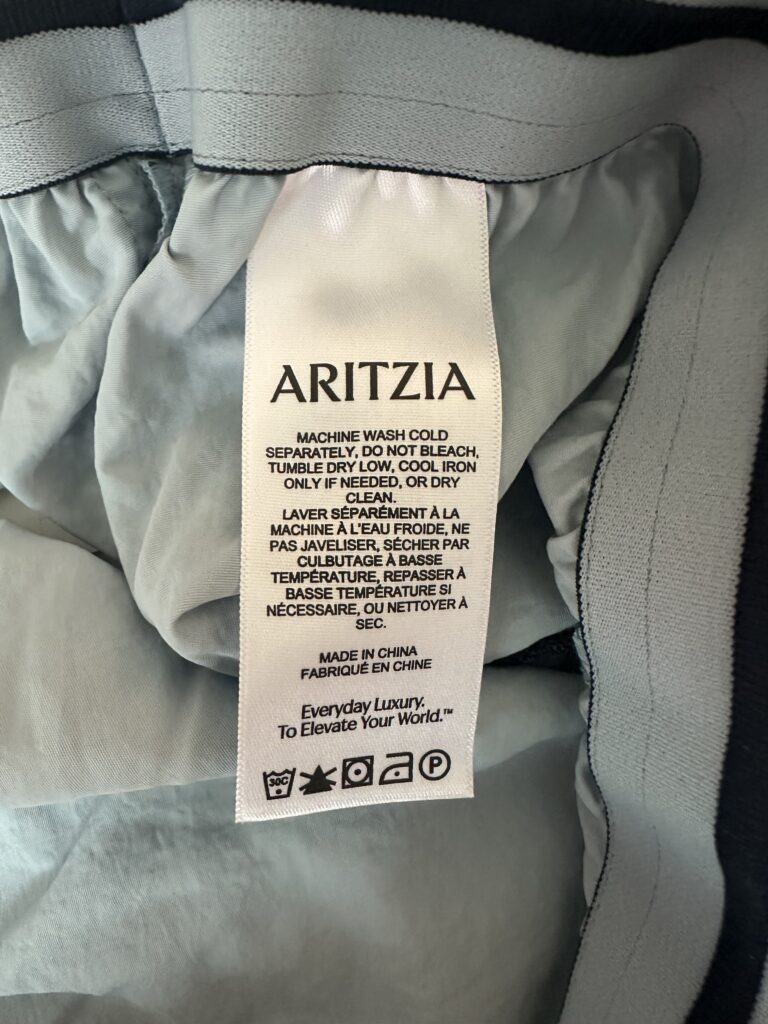 ARITZIA
MACHINE WASH COLD
SEPARATELY, DO NOT BLEACH,
TUMBLE DRY LOW, COOL IRON
ONLY IF NEEDED, OR DRY
CLEAN.
LAVER SÉPARÉMENT À LA
MACHINE À L'EAU FROIDE, NE
PAS JAVELISER, SÉCHER PAR
CULBUTAGE À BASSE
TEMPÉRATURE, REPASSER À
BASSE TEMPÉRATURE SI
NÉCESSAIRE, OU NETTOYER À
SEC.
MADE IN CHINA
FABRIQUÉ EN CHINE
Everyday Luxury.
To Elevate Your World.™
30C P